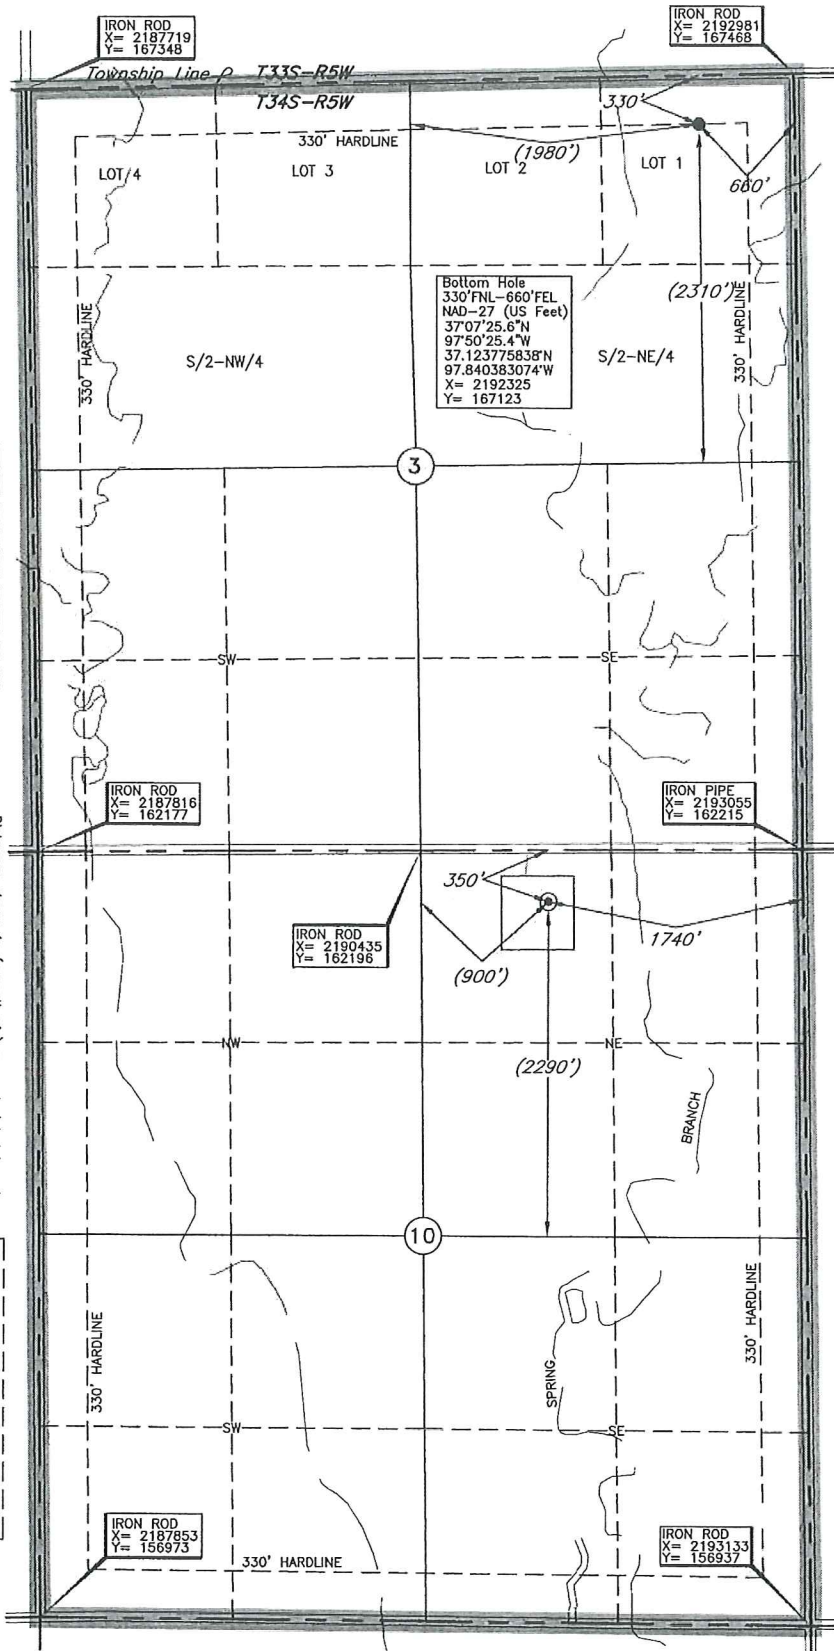 IRON ROD
X= 2187719
Y= 167348
IRON ROD
X= 2192981
Y= 167468
Township Line
T33S-R5W
T34S-R5W
330'
330' HARDLINE
(1980')
LOT 4
LOT 3
LOT 2
LOT 1
660'
Bottom Hole
330'FNL-660'FEL
NAD-27 (US Feet)
37°07'25.6"N
97°50'25.4"W
37.123775838°N
97.840383074°W
X= 2192325
Y= 167123
(2310')
330' HARDLINE
330' HARDLINE
S/2-NW/4
S/2-NE/4
3
SW
SE
IRON ROD
X= 2187816
Y= 162177
IRON PIPE
X= 2193055
Y= 162215
350'
IRON ROD
X= 2190435
Y= 162196
1740'
(900')
NW
NE
(2290')
BRANCH
10
330' HARDLINE
330' HARDLINE
SPRING
SW
SE
IRON ROD
X= 2187853
Y= 156973
330' HARDLINE
IRON ROD
X= 2193133
Y= 156937